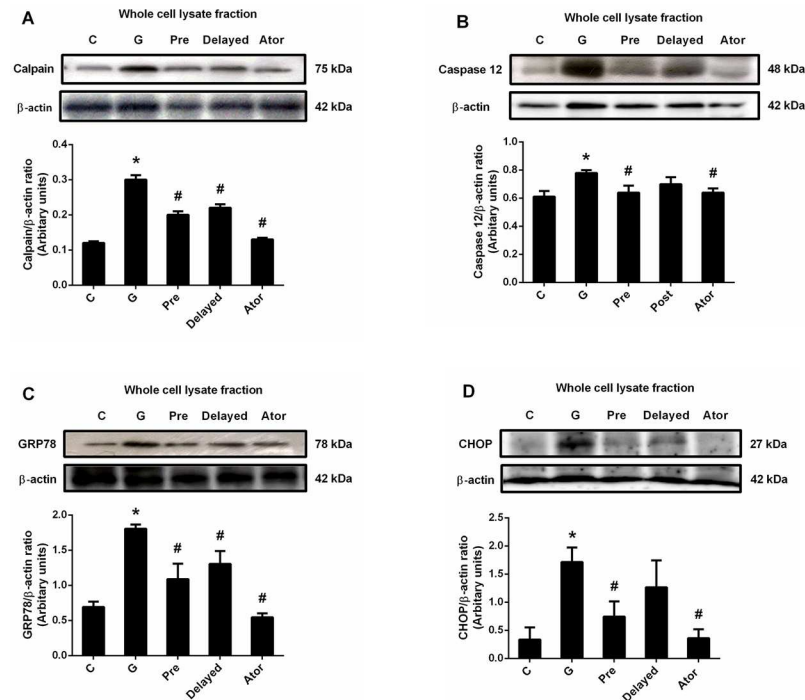 A
Whole cell lysate fraction
C G Pre Delayed Ator
Calpain 75 kDa
β-actin 42 kDa
Calpain/β-actin ratio
(Arbitary units)
0.4
0.3
0.2
0.1
0.0
* # # #
C G Pre Delayed Ator
B
Whole cell lysate fraction
C G Pre Delayed Ator
Caspase 12 48 kDa
β-actin 42 kDa
Caspase 12/β-actin ratio
(Arbitary units)
1.0
0.8
0.6
0.4
0.2
0.0
* # #
C G Pre Post Ator
C
Whole cell lysate fraction
C G Pre Delayed Ator
GRP78 78 kDa
β-actin 42 kDa
GRP78/β-actin ratio
(Arbitary units)
2.0
1.5
1.0
0.5
0.0
* # # #
C G Pre Delayed Ator
D
Whole cell lysate fraction
C G Pre Delayed Ator
CHOP 27 kDa
β-actin 42 kDa
CHOP/β-actin ratio
(Arbitary units)
2.5
2.0
1.5
1.0
0.5
0.0
* # #
C G Pre Delayed Ator